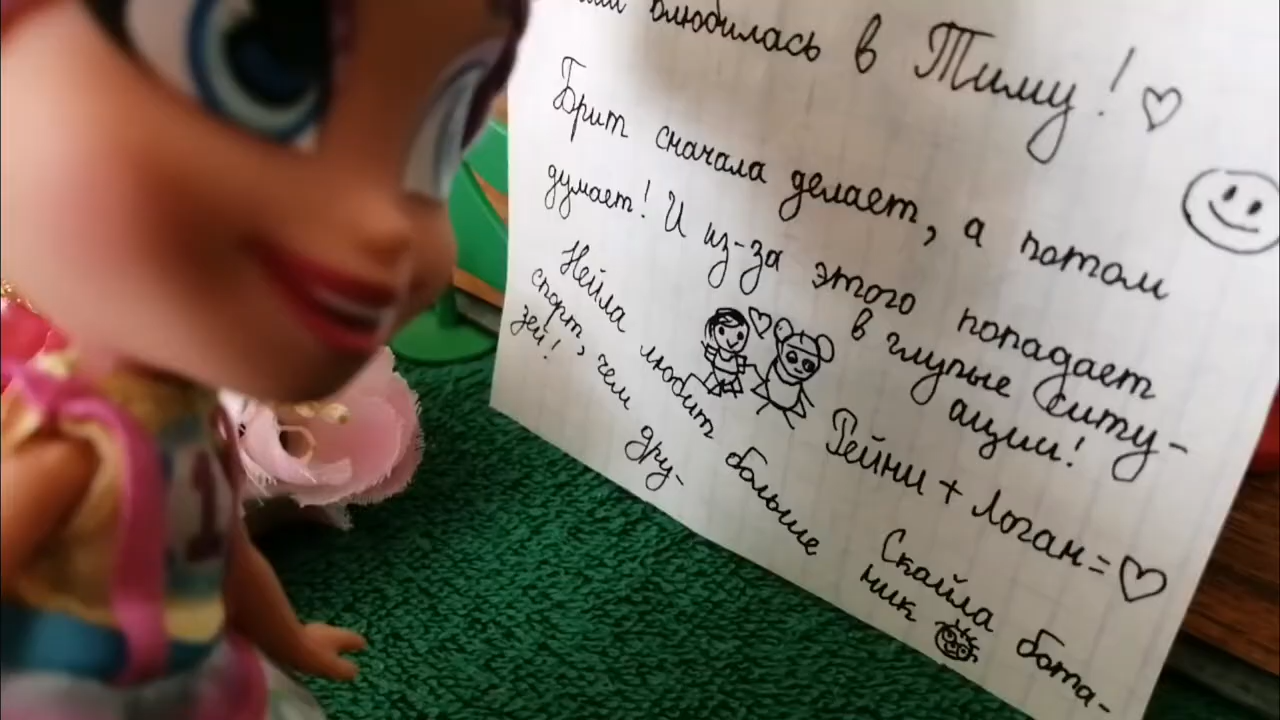 влюбилась в Тиму!
Брит сначала делает, а потом
думает! И из-за этого попадает
в глупые ситу-
ации!
Нейла любит больше
спорт, чем дру-
зей!
Рейни + Логан =
Скайла бота-
ник
1